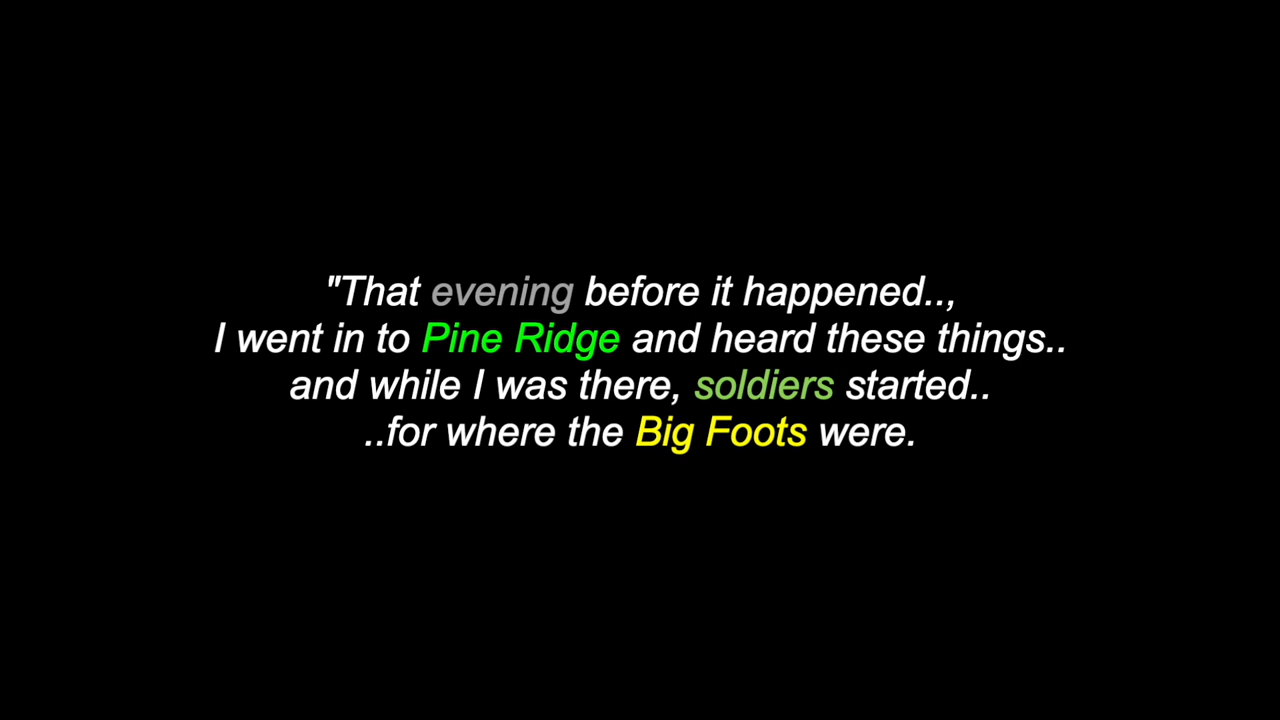 "That evening before it happened..,
I went in to Pine Ridge and heard these things..
and while I was there, soldiers started..
..for where the Big Foots were.